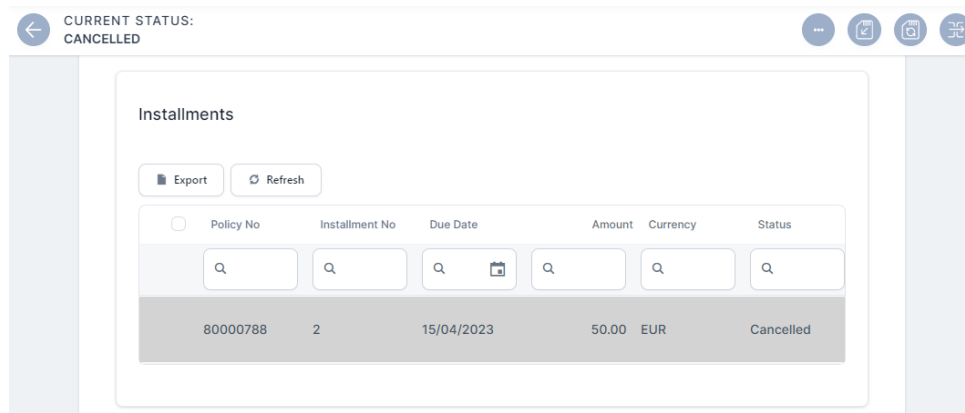 CURRENT STATUS:
CANCELLED
Installments
Export Refresh
Policy No Installment No Due Date Amount Currency Status
80000788 2 15/04/2023 50.00 EUR Cancelled